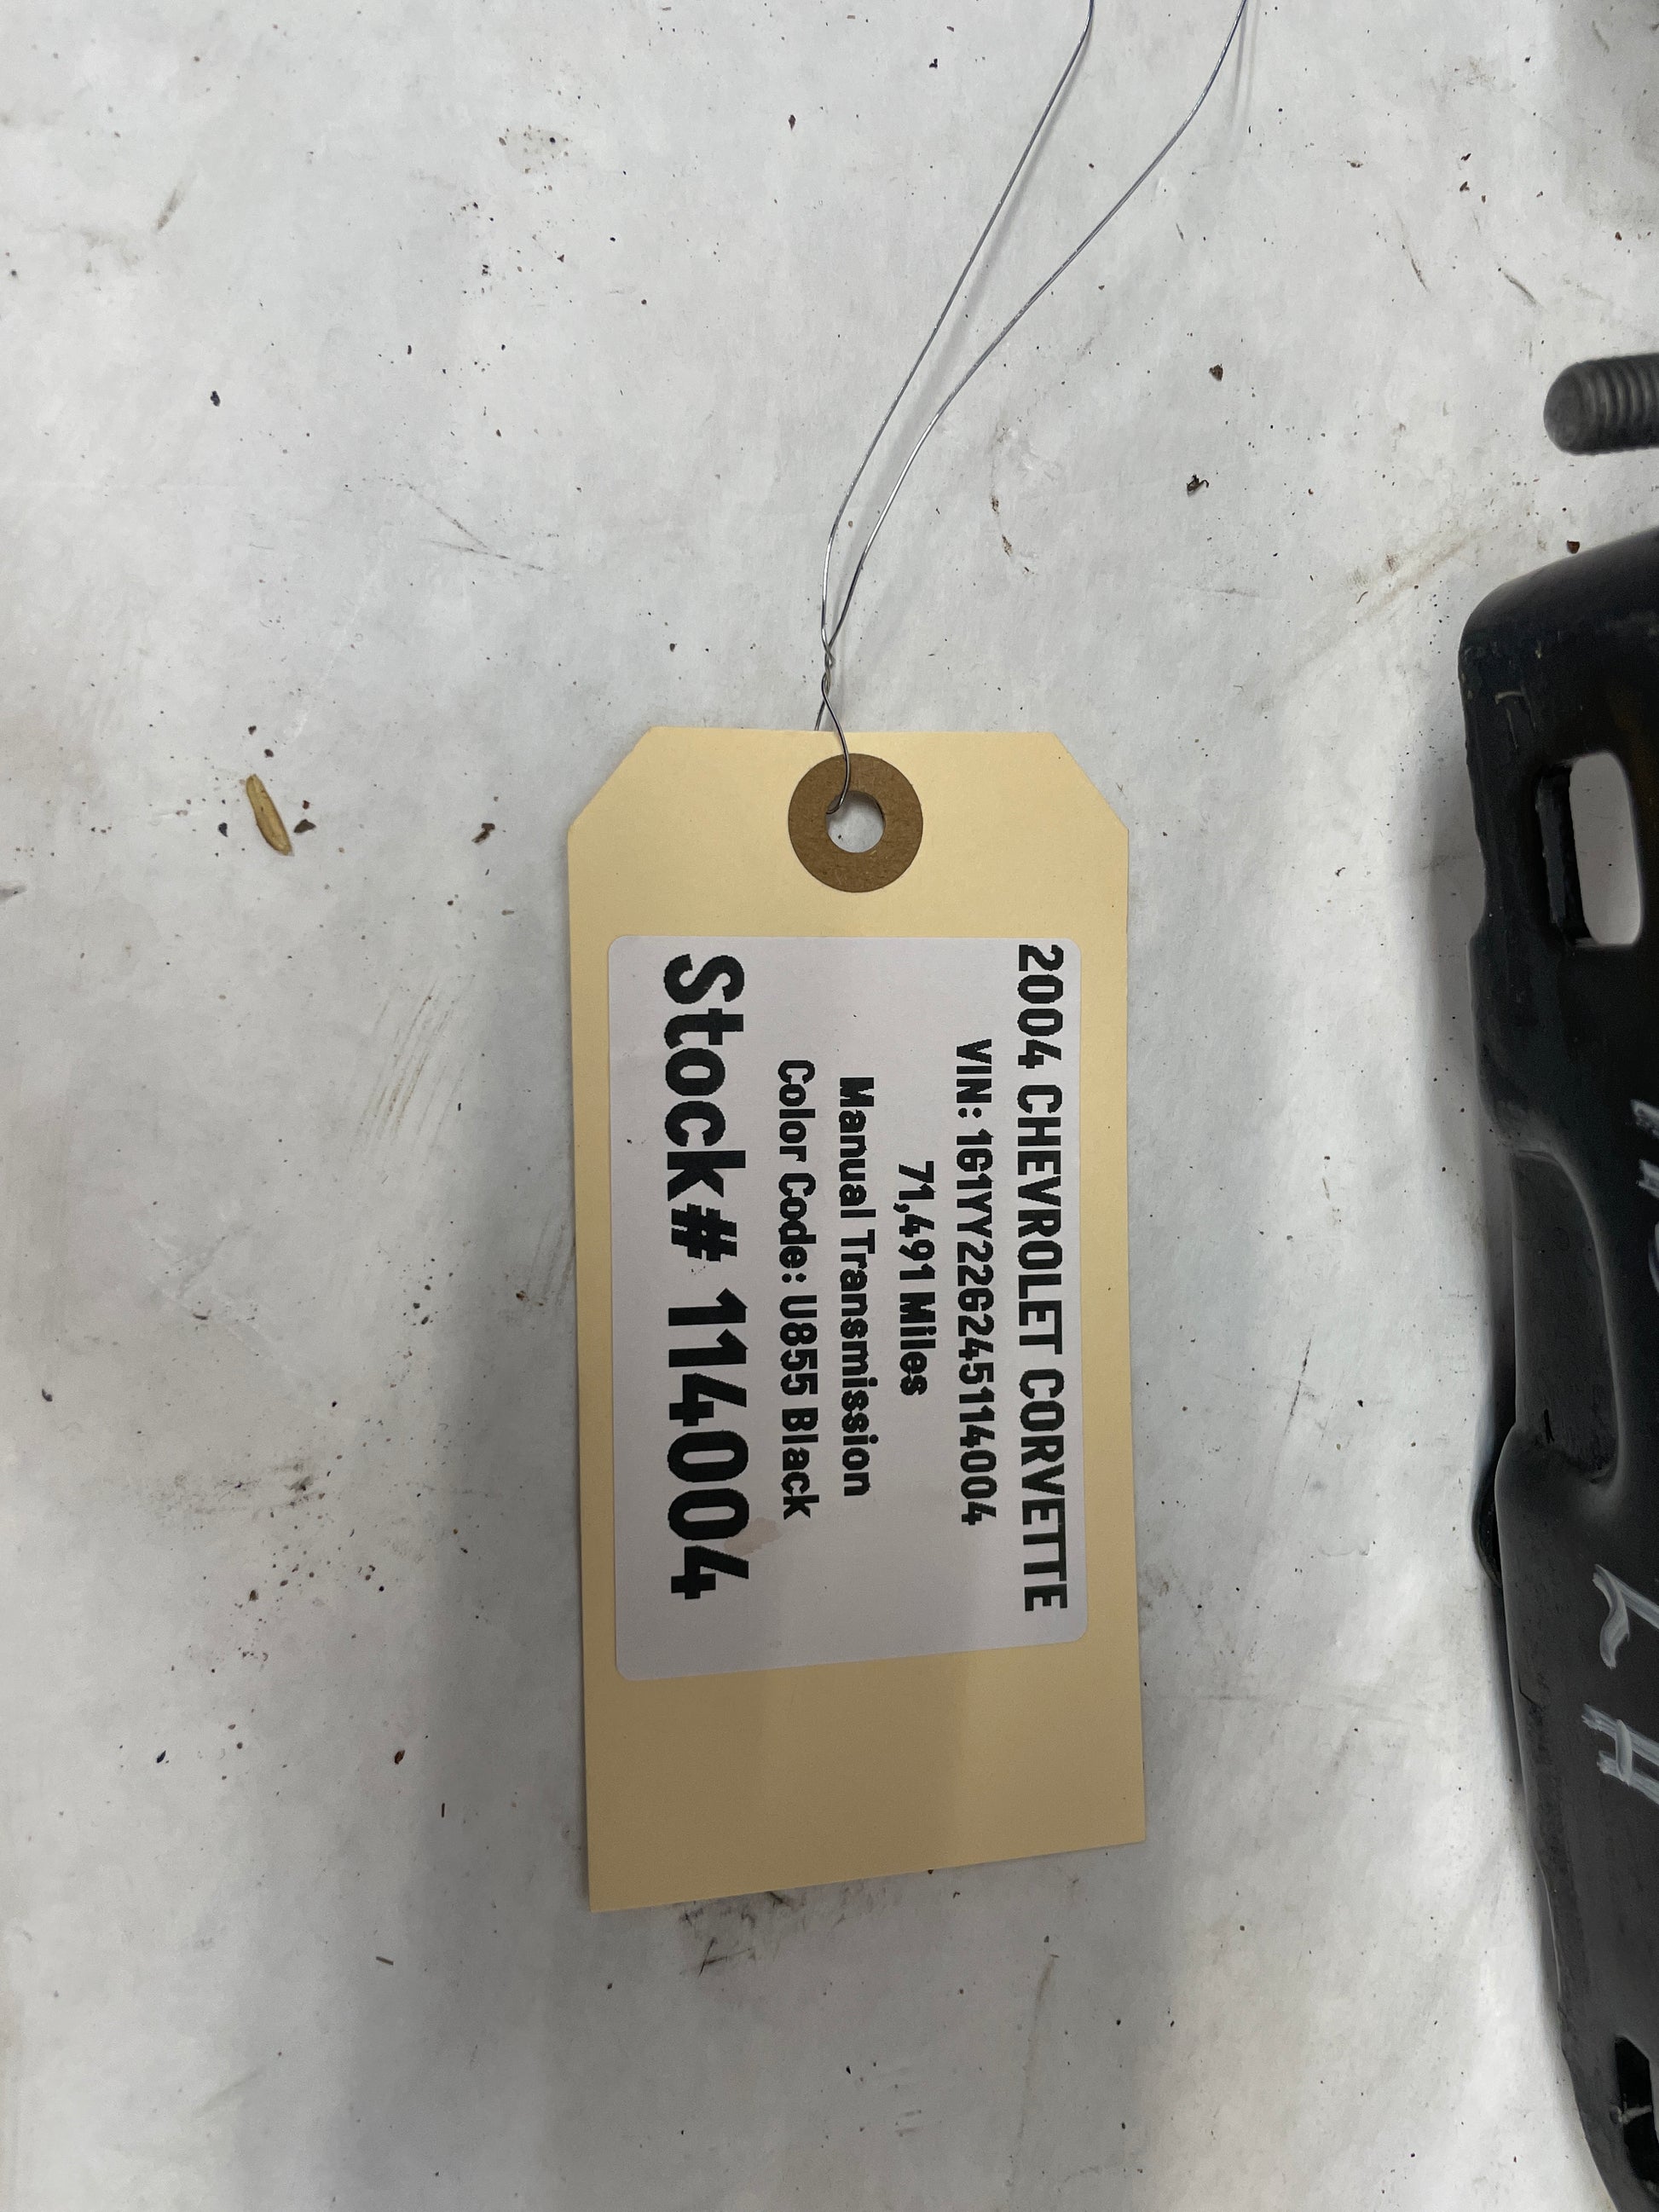 2004 CHEVROLET CORVETTE
VIN: 1G1YY22G245114004
71,491 Miles
Manual Transmission
Color Code: U855 Black
Stock# 114004